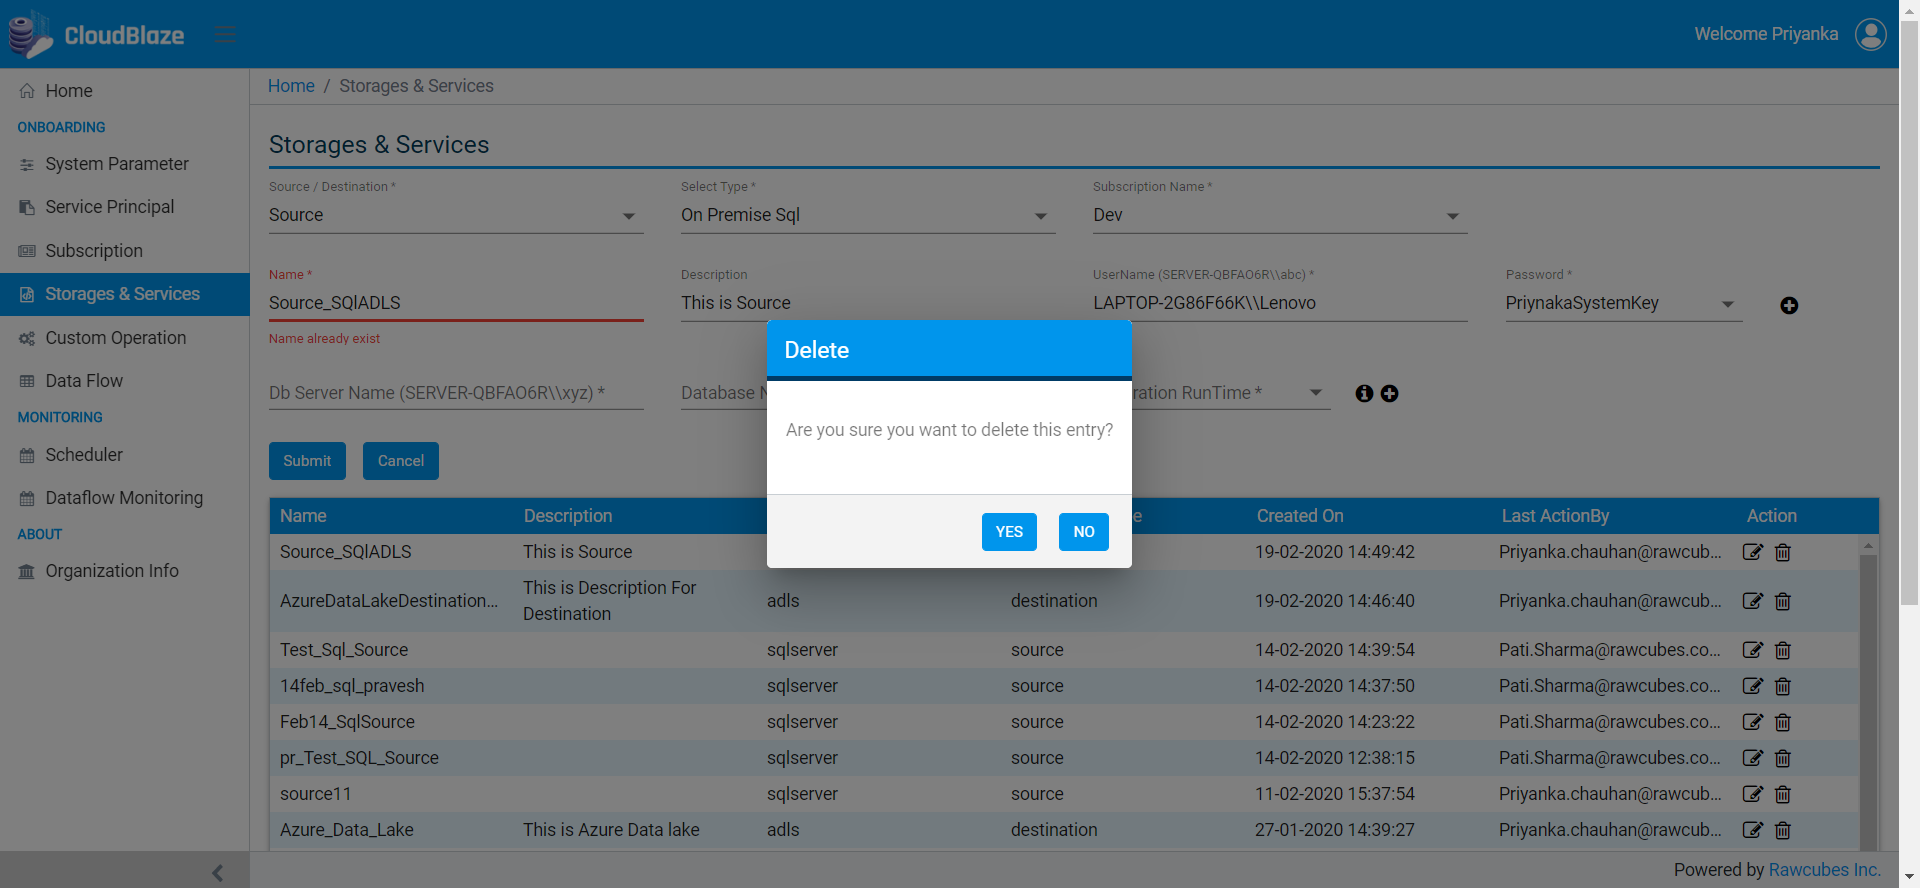 CloudBlaze
Welcome Priyanka
Home
ONBOARDING
System Parameter
Service Principal
Subscription
Storages & Services
Custom Operation
Data Flow
MONITORING
Scheduler
Dataflow Monitoring
ABOUT
Organization Info
Home / Storages & Services
Storages & Services
Source / Destination *
Select Type *
Subscription Name *
Source
On Premise Sql
Dev
Name *
Description
UserName (SERVER-QBFAO6R\\abc) *
Password *
Source_SQlADLS
This is Source
LAPTOP-2G86F66K\\Lenovo
PriynakaSystemKey
Name already exist
Db Server Name (SERVER-QBFAO6R\\xyz) *
Database
RunTime *
Submit
Cancel
Delete
Are you sure you want to delete this entry?
YES
NO
Name Description Created On Last ActionBy Action
Source_SQlADLS This is Source 19-02-2020 14:49:42 Priyanka.chauhan@rawcub...
AzureDataLakeDestination... This is Description For Destination adls destination 19-02-2020 14:46:40 Priyanka.chauhan@rawcub...
Test_Sql_Source sqlserver source 14-02-2020 14:39:54 Pati.Sharma@rawcubes.co...
14feb_sql_pravesh sqlserver source 14-02-2020 14:37:50 Pati.Sharma@rawcubes.co...
Feb14_SqlSource sqlserver source 14-02-2020 14:23:22 Pati.Sharma@rawcubes.co...
pr_Test_SQL_Source sqlserver source 14-02-2020 12:38:15 Pati.Sharma@rawcubes.co...
source11 sqlserver source 11-02-2020 15:37:54 Priyanka.chauhan@rawcub...
Azure_Data_Lake This is Azure Data lake adls destination 27-01-2020 14:39:27 Priyanka.chauhan@rawcub...
Powered by Rawcubes Inc.